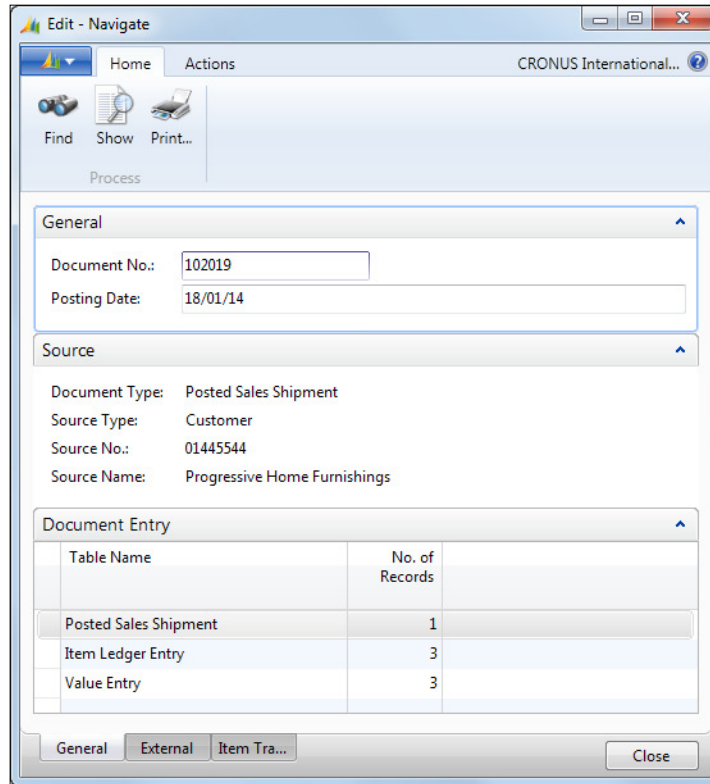 Edit - Navigate
Home Actions CRONUS International...
Find Show Print...
Process
General
Document No.: 102019
Posting Date: 18/01/14
Source
Document Type: Posted Sales Shipment
Source Type: Customer
Source No.: 01445544
Source Name: Progressive Home Furnishings
Document Entry
Table Name No. of
Records
Posted Sales Shipment 1
Item Ledger Entry 3
Value Entry 3
General External Item Tra...
Close